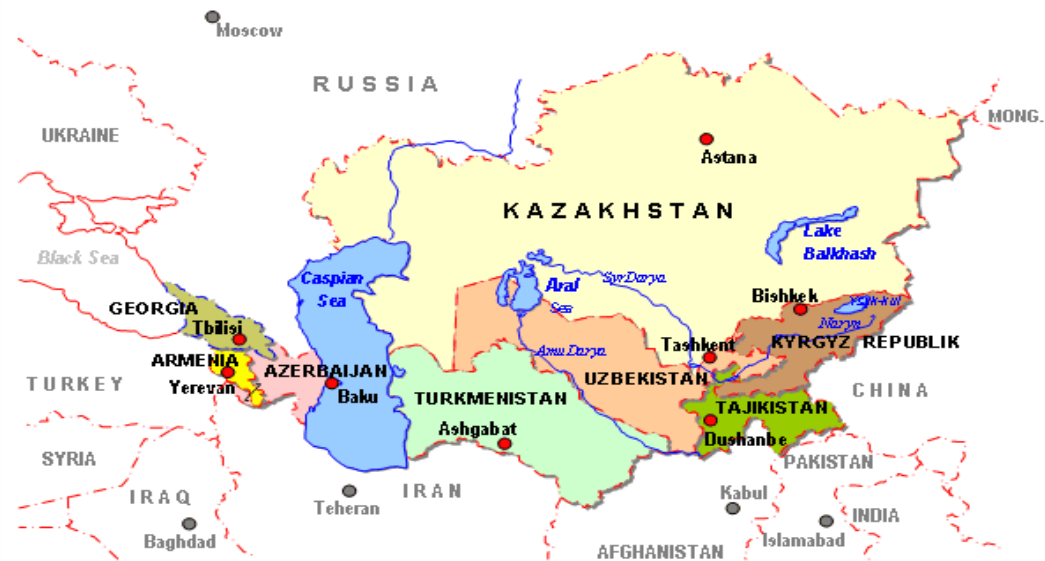 Moscow
RUSSIA
MONG.
UKRAINE
Astana
KAZAKHSTAN
Lake
Balkhash
Black Sea
Caspian
Sea
Aral
Sea
Syr Darya
Bishkek
Ysyk-kul
GEORGIA
Naryn
Tbilisi
Tashkent
KYRGYZ REPUBLIK
Amu Darya
ARMENIA
AZERBAIJAN
UZBEKISTAN
TURKEY
Yerevan
Baku
TURKMENISTAN
CHINA
TAJIKISTAN
Ashgabat
Dushanbe
SYRIA
PAKISTAN
IRAQ
IRAN
Teheran
Kabul
INDIA
Baghdad
Islamabad
AFGHANISTAN